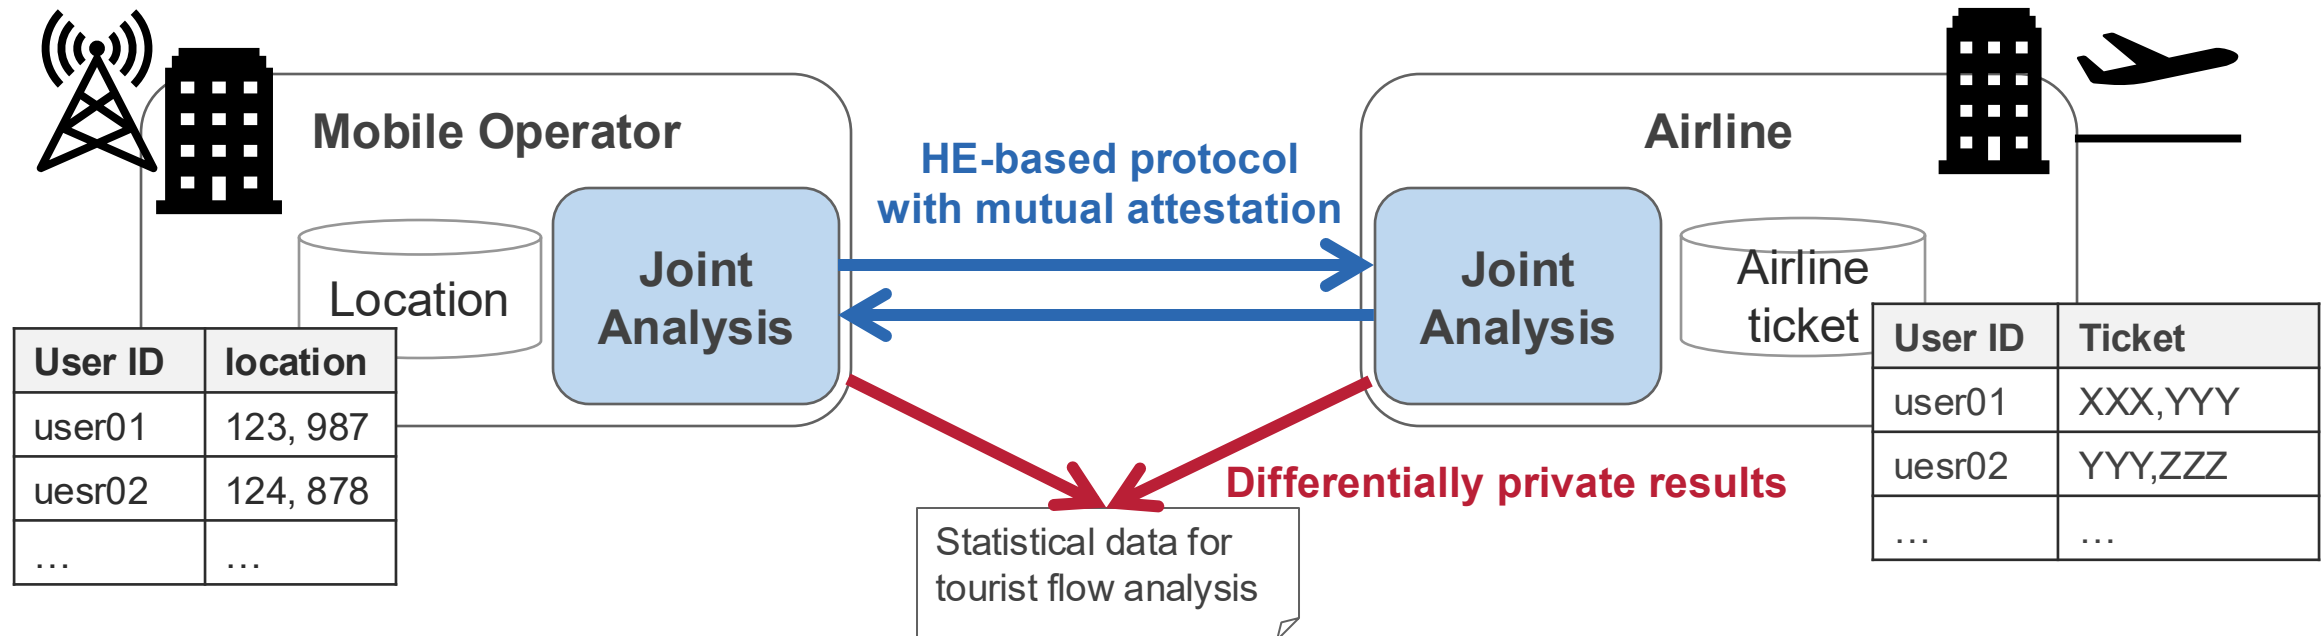 Mobile Operator
Airline
HE-based protocol
with mutual attestation
Location
Joint
Analysis
Joint
Analysis
Airline
ticket
User ID location
user01 123, 987
uesr02 124, 878
… …
User ID Ticket
user01 XXX,YYY
uesr02 YYY,ZZZ
… …
Differentially private results
Statistical data for
tourist flow analysis